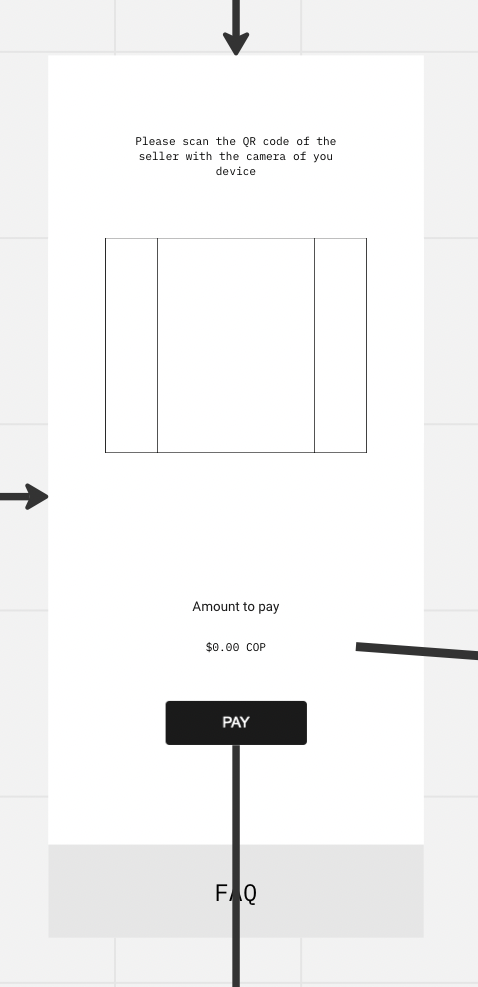 Please scan the QR code of the
seller with the camera of you
device
Amount to pay
$0.00 COP
PAY
FAQ